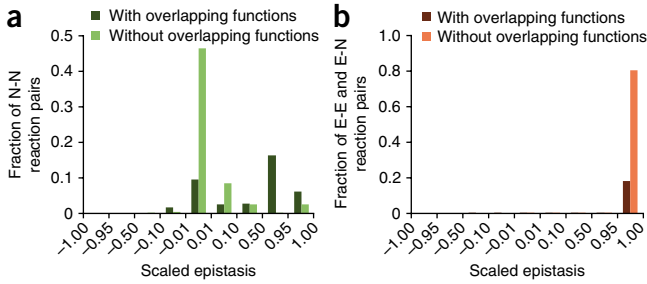 a
With overlapping functions
Without overlapping functions
Fraction of N-N
reaction pairs
0.5
0.4
0.3
0.2
0.1
0
-1.00
-0.95
-0.50
-0.10
-0.01
0.01
0.10
0.50
0.95
1.00
Scaled epistasis
b
With overlapping functions
Without overlapping functions
Fraction of E-E and E-N
reaction pairs
1.0
0.8
0.6
0.4
0.2
0
-1.00
-0.95
-0.50
-0.10
-0.01
0.01
0.10
0.50
0.95
1.00
Scaled epistasis